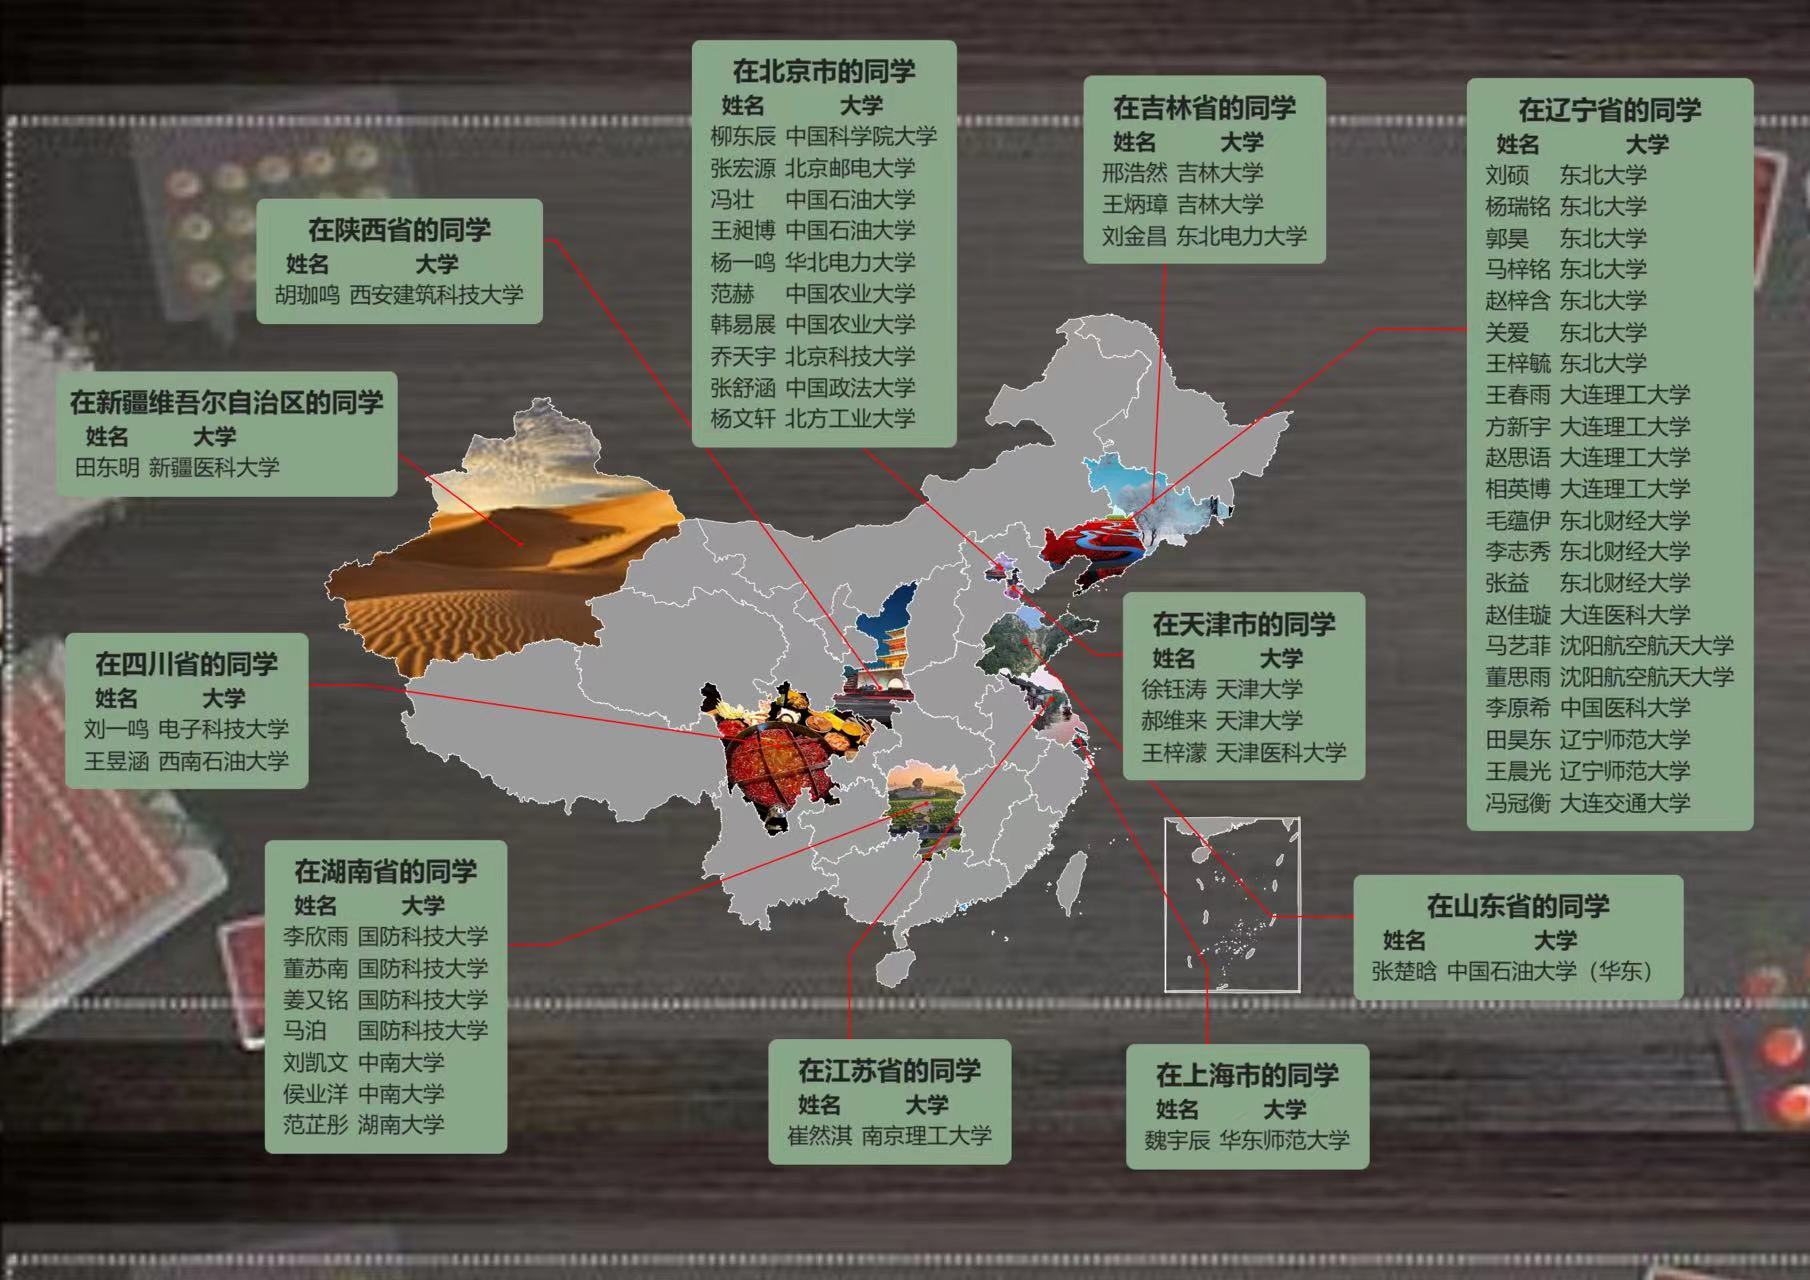 在北京市的同学
姓名 大学
柳东辰 中国科学院大学
张宏源 北京邮电大学
冯壮 中国石油大学
王昶博 中国石油大学
杨一鸣 华北电力大学
范赫 中国农业大学
韩易展 中国农业大学
乔天宇 北京科技大学
张舒涵 中国政法大学
杨文轩 北方工业大学
在吉林省的同学
姓名 大学
邢浩然 吉林大学
王炳璋 吉林大学
刘金昌 东北电力大学
在辽宁省的同学
姓名 大学
刘硕 东北大学
杨瑞铭 东北大学
郭昊 东北大学
马梓铭 东北大学
赵梓含 东北大学
关爱 东北大学
王梓毓 东北大学
王春雨 大连理工大学
方新宇 大连理工大学
赵思语 大连理工大学
相英博 大连理工大学
毛蕴伊 东北财经大学
李志秀 东北财经大学
张益 东北财经大学
赵佳璇 大连医科大学
马艺菲 沈阳航空航天大学
董思雨 沈阳航空航天大学
李原希 中国医科大学
田昊东 辽宁师范大学
王晨光 辽宁师范大学
冯冠衡 大连交通大学
在陕西省的同学
姓名 大学
胡珈鸣 西安建筑科技大学
在新疆维吾尔自治区的同学
姓名 大学
田东明 新疆医科大学
在四川省的同学
姓名 大学
刘一鸣 电子科技大学
王昱涵 西南石油大学
在天津市的同学
姓名 大学
徐钰涛 天津大学
郝维来 天津大学
王梓濛 天津医科大学
在湖南省的同学
姓名 大学
李欣雨 国防科技大学
董苏南 国防科技大学
姜又铭 国防科技大学
马泊 国防科技大学
刘凯文 中南大学
侯业洋 中南大学
范芷彤 湖南大学
在山东省的同学
姓名 大学
张楚晗 中国石油大学（华东）
在江苏省的同学
姓名 大学
崔然淇 南京理工大学
在上海市的同学
姓名 大学
魏宇辰 华东师范大学